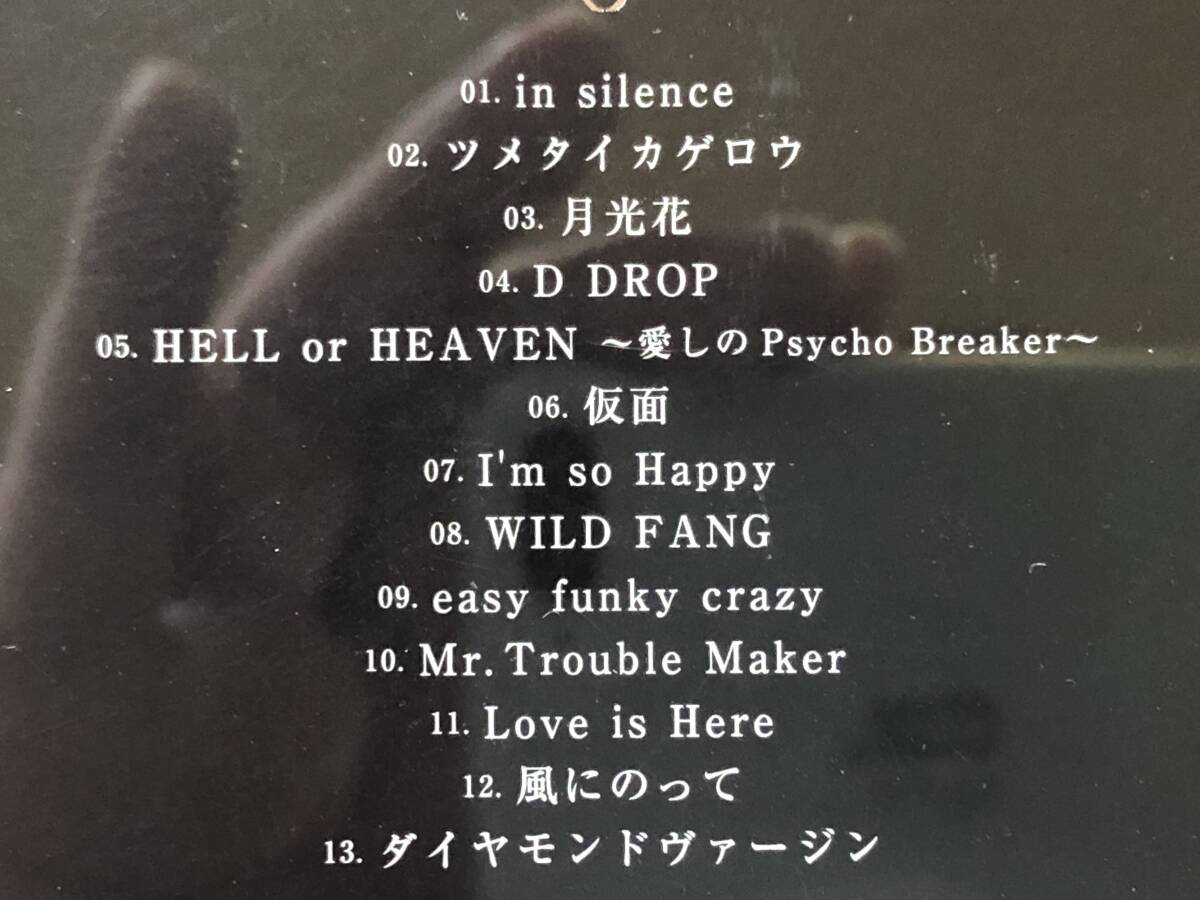 01. in silence
02. ツメタイカゲロウ
03. 月光花
04. D DROP
05. HELL or HEAVEN ～愛しのPsycho Breaker～
06. 仮面
07. I'm so Happy
08. WILD FANG
09. easy funky crazy
10. Mr. Trouble Maker
11. Love is Here
12. 風にのって
13. ダイヤモンドヴァージン